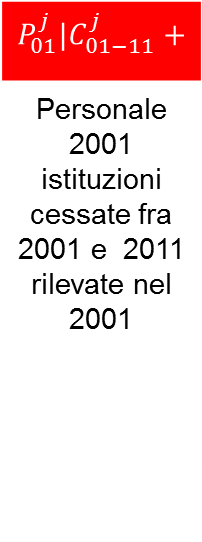 P^j_01|C^j_01−11 +
Personale
2001
istituzioni
cessate fra
2001 e 2011
rilevate nel
2001